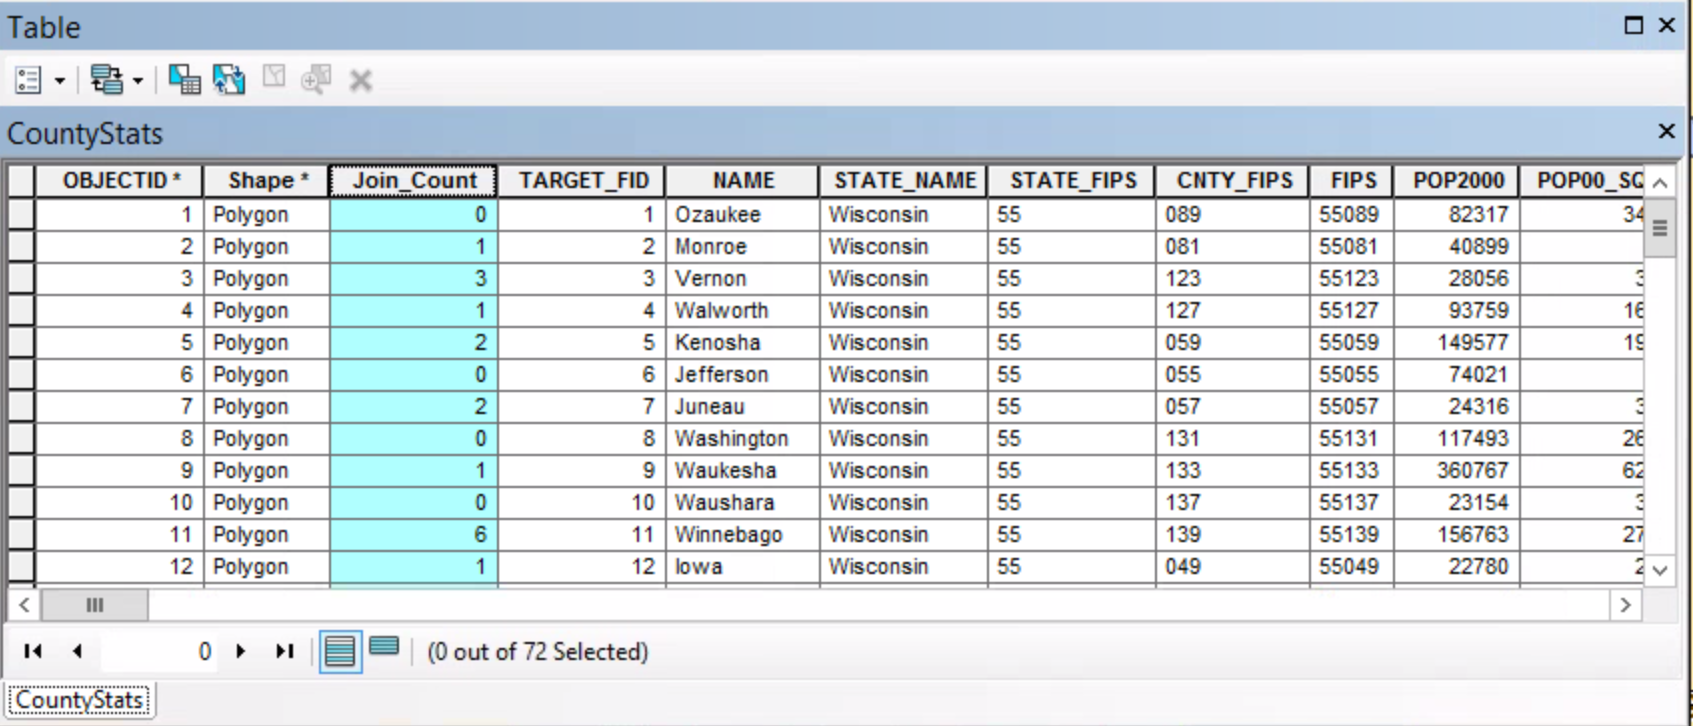 Table
CountyStats
OBJECTID * Shape * Join_Count TARGET_FID NAME STATE_NAME STATE_FIPS CNTY_FIPS FIPS POP2000 POP00_SQ
1 Polygon 0 1 Ozaukee Wisconsin 55 089 55089 82317 34
2 Polygon 1 2 Monroe Wisconsin 55 081 55081 40899
3 Polygon 3 3 Vernon Wisconsin 55 123 55123 28056 3
4 Polygon 1 4 Walworth Wisconsin 55 127 55127 93759 16
5 Polygon 2 5 Kenosha Wisconsin 55 059 55059 149577 19
6 Polygon 0 6 Jefferson Wisconsin 55 055 55055 74021
7 Polygon 2 7 Juneau Wisconsin 55 057 55057 24316 3
8 Polygon 0 8 Washington Wisconsin 55 131 55131 117493 26
9 Polygon 1 9 Waukesha Wisconsin 55 133 55133 360767 62
10 Polygon 0 10 Waushara Wisconsin 55 137 55137 23154 3
11 Polygon 6 11 Winnebago Wisconsin 55 139 55139 156763 27
12 Polygon 1 12 Iowa Wisconsin 55 049 55049 22780 2
0 (0 out of 72 Selected)
CountyStats